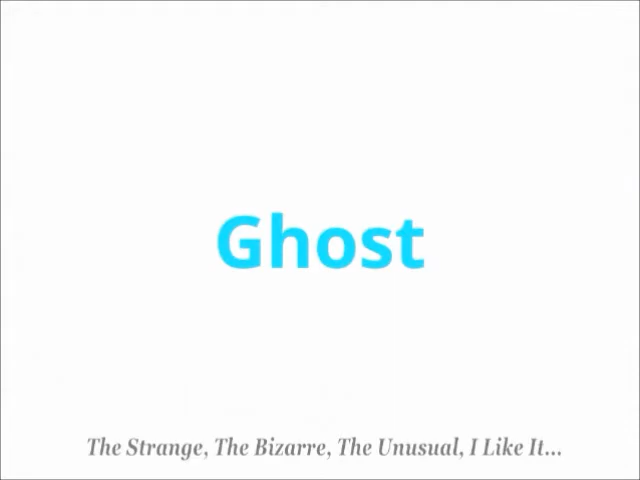 Ghost
The Strange, The Bizarre, The Unusual, I Like It...